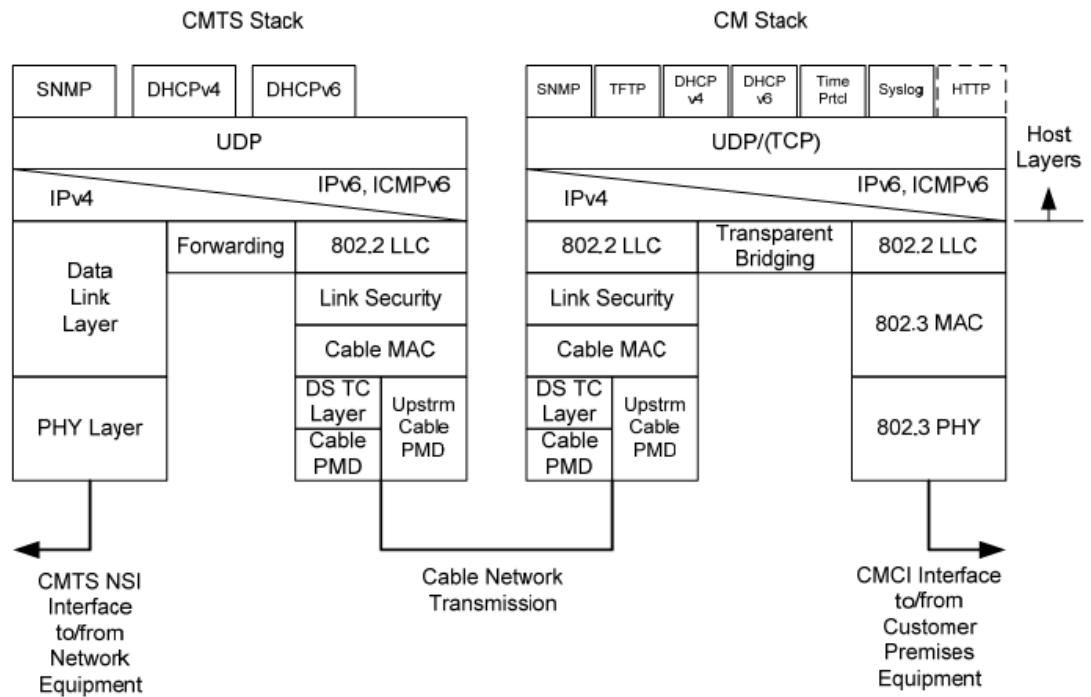 CMTS Stack
CM Stack
SNMP
DHCPv4
DHCPv6
SNMP
TFTP
DHCP
v4
DHCP
v6
Time
Prtcl
Syslog
HTTP
UDP
UDP/(TCP)
Host
Layers
IPv4
IPv6, ICMPv6
IPv4
IPv6, ICMPv6
Data
Link
Layer
Forwarding
802.2 LLC
802.2 LLC
Transparent
Bridging
802.2 LLC
Link Security
Link Security
802.3 MAC
Cable MAC
Cable MAC
PHY Layer
DS TC
Layer
Cable
PMD
Upstrm
Cable
PMD
DS TC
Layer
Cable
PMD
Upstrm
Cable
PMD
802.3 PHY
CMTS NSI
Interface
to/from
Network
Equipment
Cable Network
Transmission
CMCI Interface
to/from
Customer
Premises
Equipment